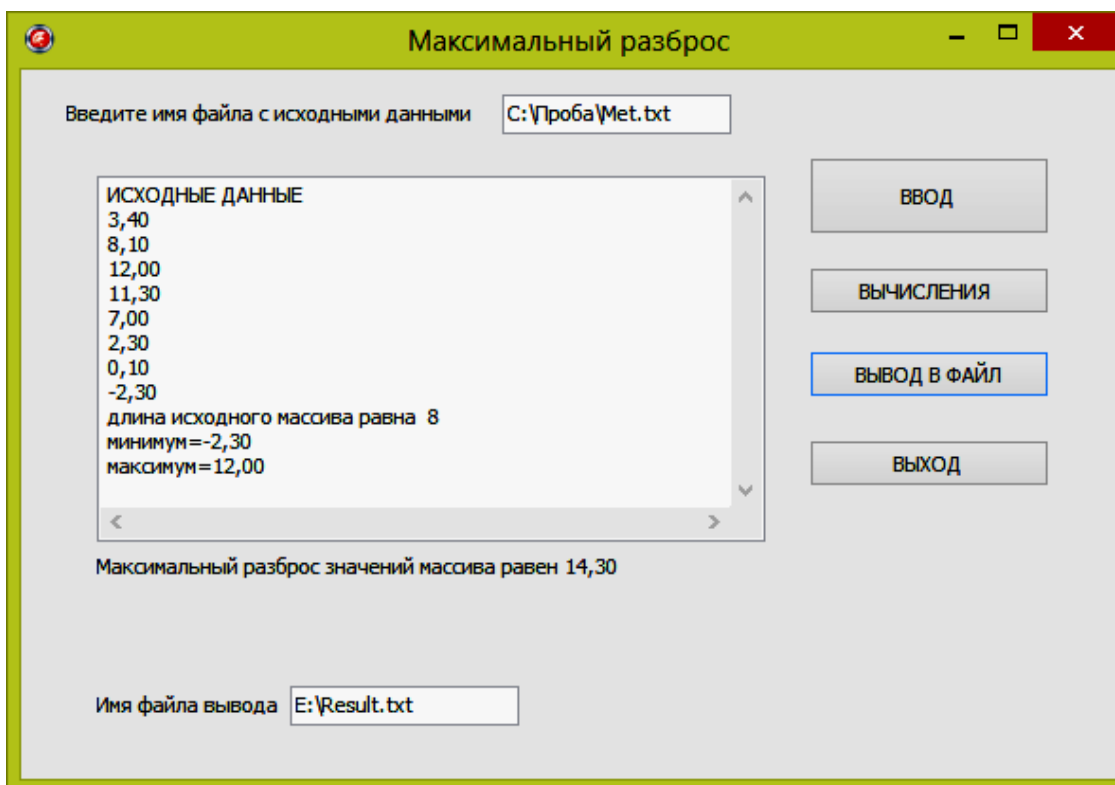 Максимальный разброс
Введите имя файла с исходными данными C:\Проба\Met.txt
ИСХОДНЫЕ ДАННЫЕ
3,40
8,10
12,00
11,30
7,00
2,30
0,10
-2,30
длина исходного массива равна  8
минимум=-2,30
максимум=12,00
ВВОД
ВЫЧИСЛЕНИЯ
ВЫВОД В ФАЙЛ
ВЫХОД
Максимальный разброс значений массива равен 14,30
Имя файла вывода E:\Result.txt